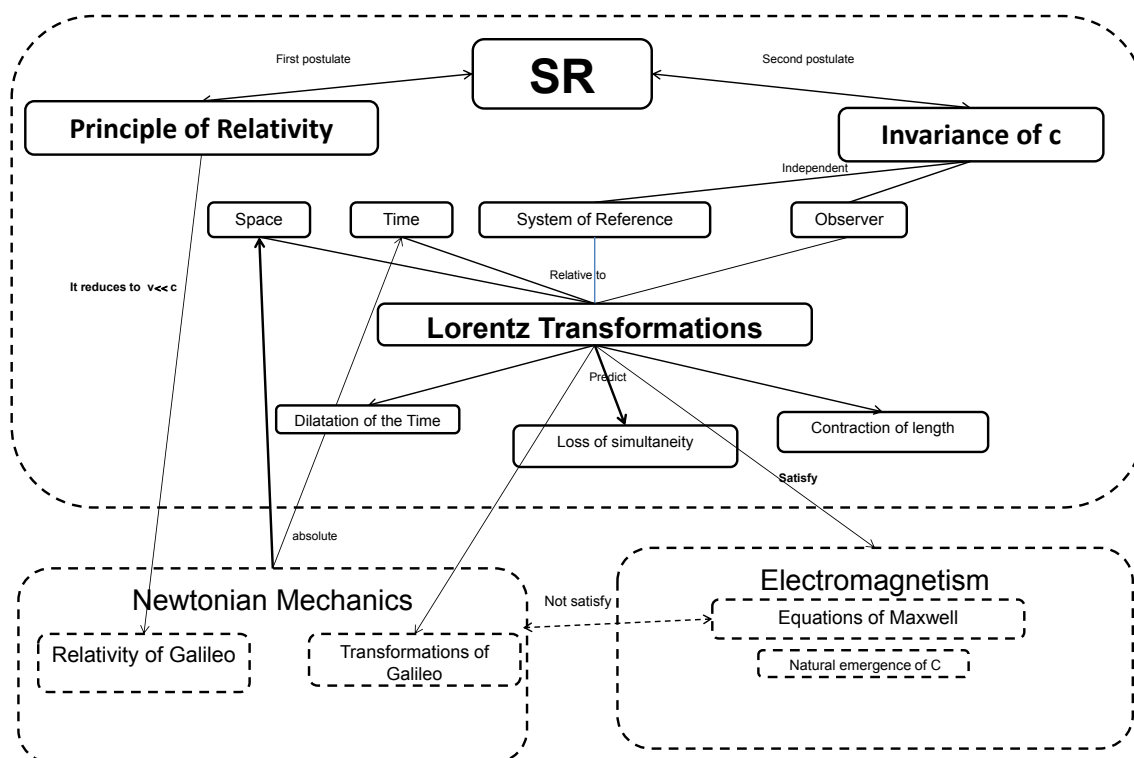 First postulate
SR
Second postulate
Principle of Relativity
Invariance of c
Independent
Space
Time
System of Reference
Observer
Relative to
It reduces to v<< c
Lorentz Transformations
Predict
Dilatation of the Time
Loss of simultaneity
Contraction of length
Satisfy
absolute
Newtonian Mechanics
Not satisfy
Electromagnetism
Equations of Maxwell
Relativity of Galileo
Transformations of
Galileo
Natural emergence of C